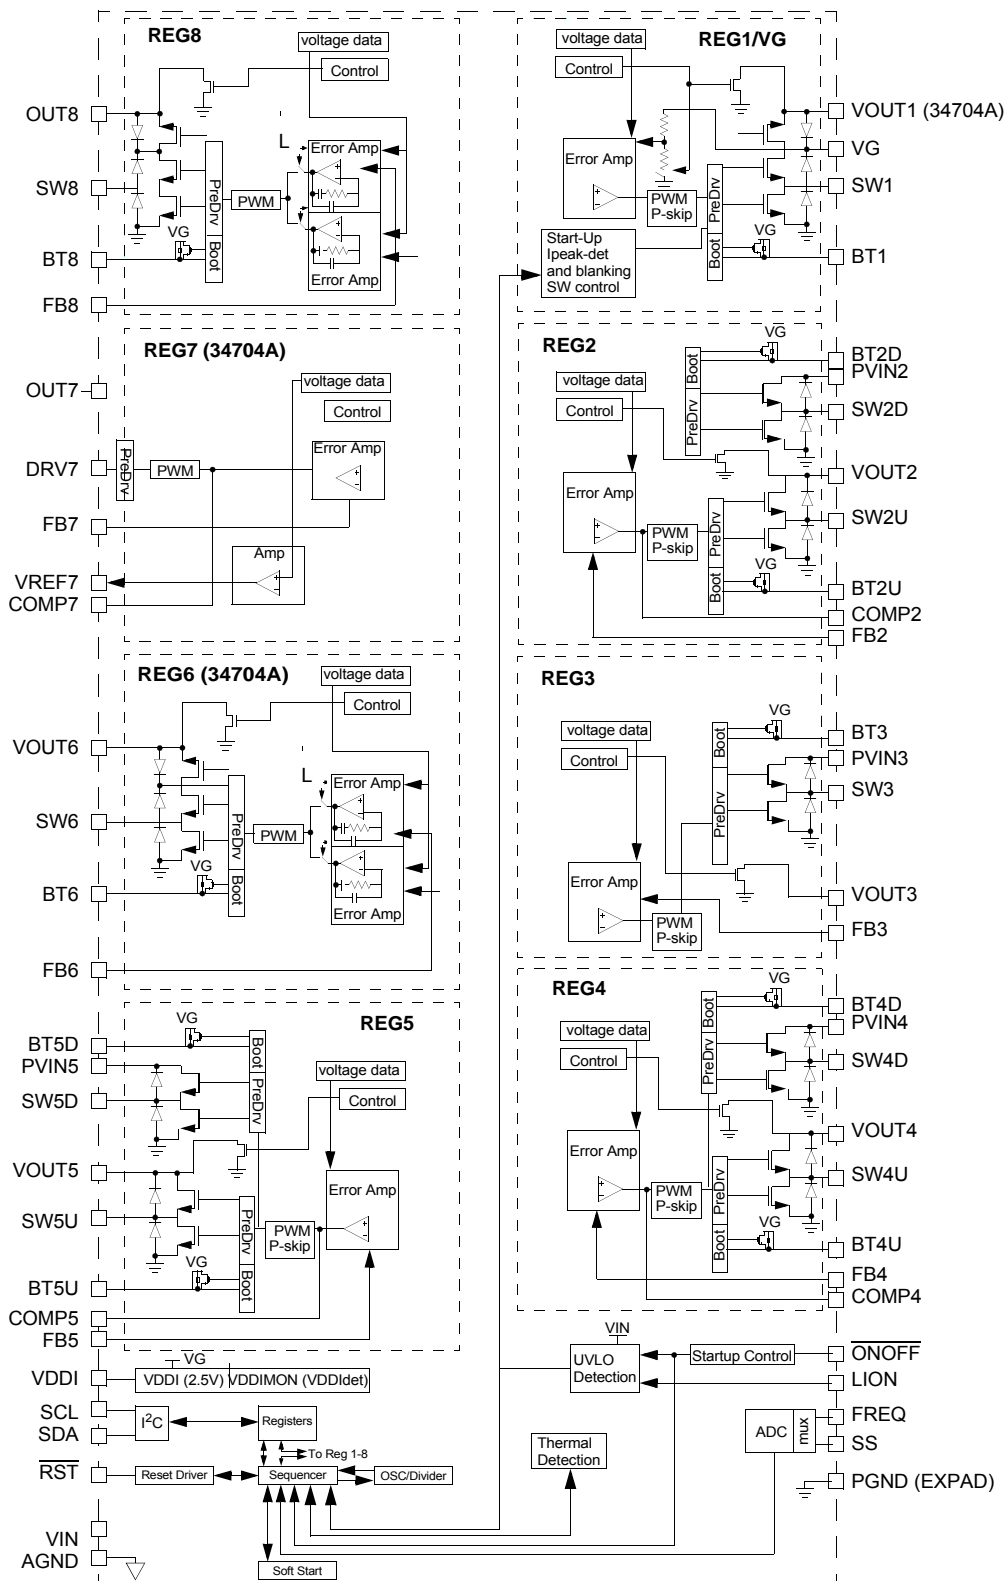 REG8
voltage data
Control
OUT8
SW8
BT8
FB8
VG
PreDrv
Boot
PWM
L
Error Amp
Error Amp
REG1/VG
voltage data
Control
Error Amp
PWM
P-skip
PreDrv
Boot
VG
Start-Up
Ipeak-det
and blanking
SW control
VOUT1 (34704A)
VG
SW1
BT1
REG7 (34704A)
voltage data
Control
OUT7
DRV7
FB7
VREF7
COMP7
PreDrv
PWM
Error Amp
Amp
REG2
voltage data
Control
Error Amp
PWM
P-skip
Boot
PreDrv
VG
PreDrv
Boot
VG
BT2D
PVIN2
SW2D
VOUT2
SW2U
BT2U
COMP2
FB2
REG6 (34704A)
voltage data
Control
VOUT6
SW6
BT6
FB6
VG
PreDrv
Boot
PWM
L
Error Amp
Error Amp
REG3
voltage data
Control
Error Amp
PWM
P-skip
Boot
PreDrv
VG
BT3
PVIN3
SW3
VOUT3
FB3
REG5
BT5D
PVIN5
SW5D
VOUT5
SW5U
BT5U
COMP5
FB5
VG
Boot
PreDrv
voltage data
Control
Error Amp
PWM
P-skip
PreDrv
Boot
VG
REG4
voltage data
Control
Error Amp
PWM
P-skip
Boot
PreDrv
VG
PreDrv
Boot
VG
BT4D
PVIN4
SW4D
VOUT4
SW4U
BT4U
FB4
COMP4
VDDI
VG
VDDI (2.5V) VDDIMON (VDDIdet)
SCL
SDA
I2C
Registers
To Reg 1-8
RST
Reset Driver
Sequencer
OSC/Divider
VIN
AGND
Soft Start
VIN
UVLO
Detection
Startup Control
ONOFF
LION
Thermal
Detection
ADC
mux
FREQ
SS
PGND (EXPAD)